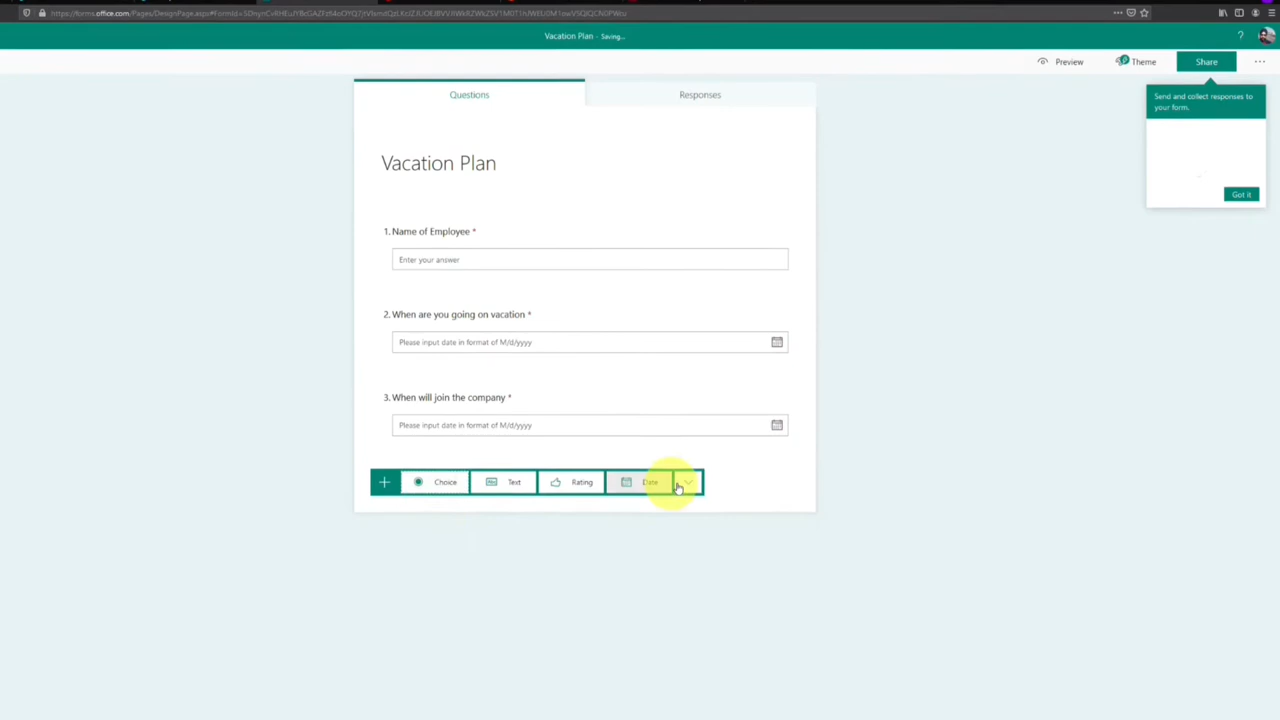 Vacation Plan - Saving...
?
Preview
Theme
Share
Send and collect responses to
your form.
Got it
Questions
Responses
Vacation Plan
1. Name of Employee *
Enter your answer
2. When are you going on vacation *
Please input date in format of M/d/yyyy
3. When will join the company *
Please input date in format of M/d/yyyy
+ Choice Text Rating Date